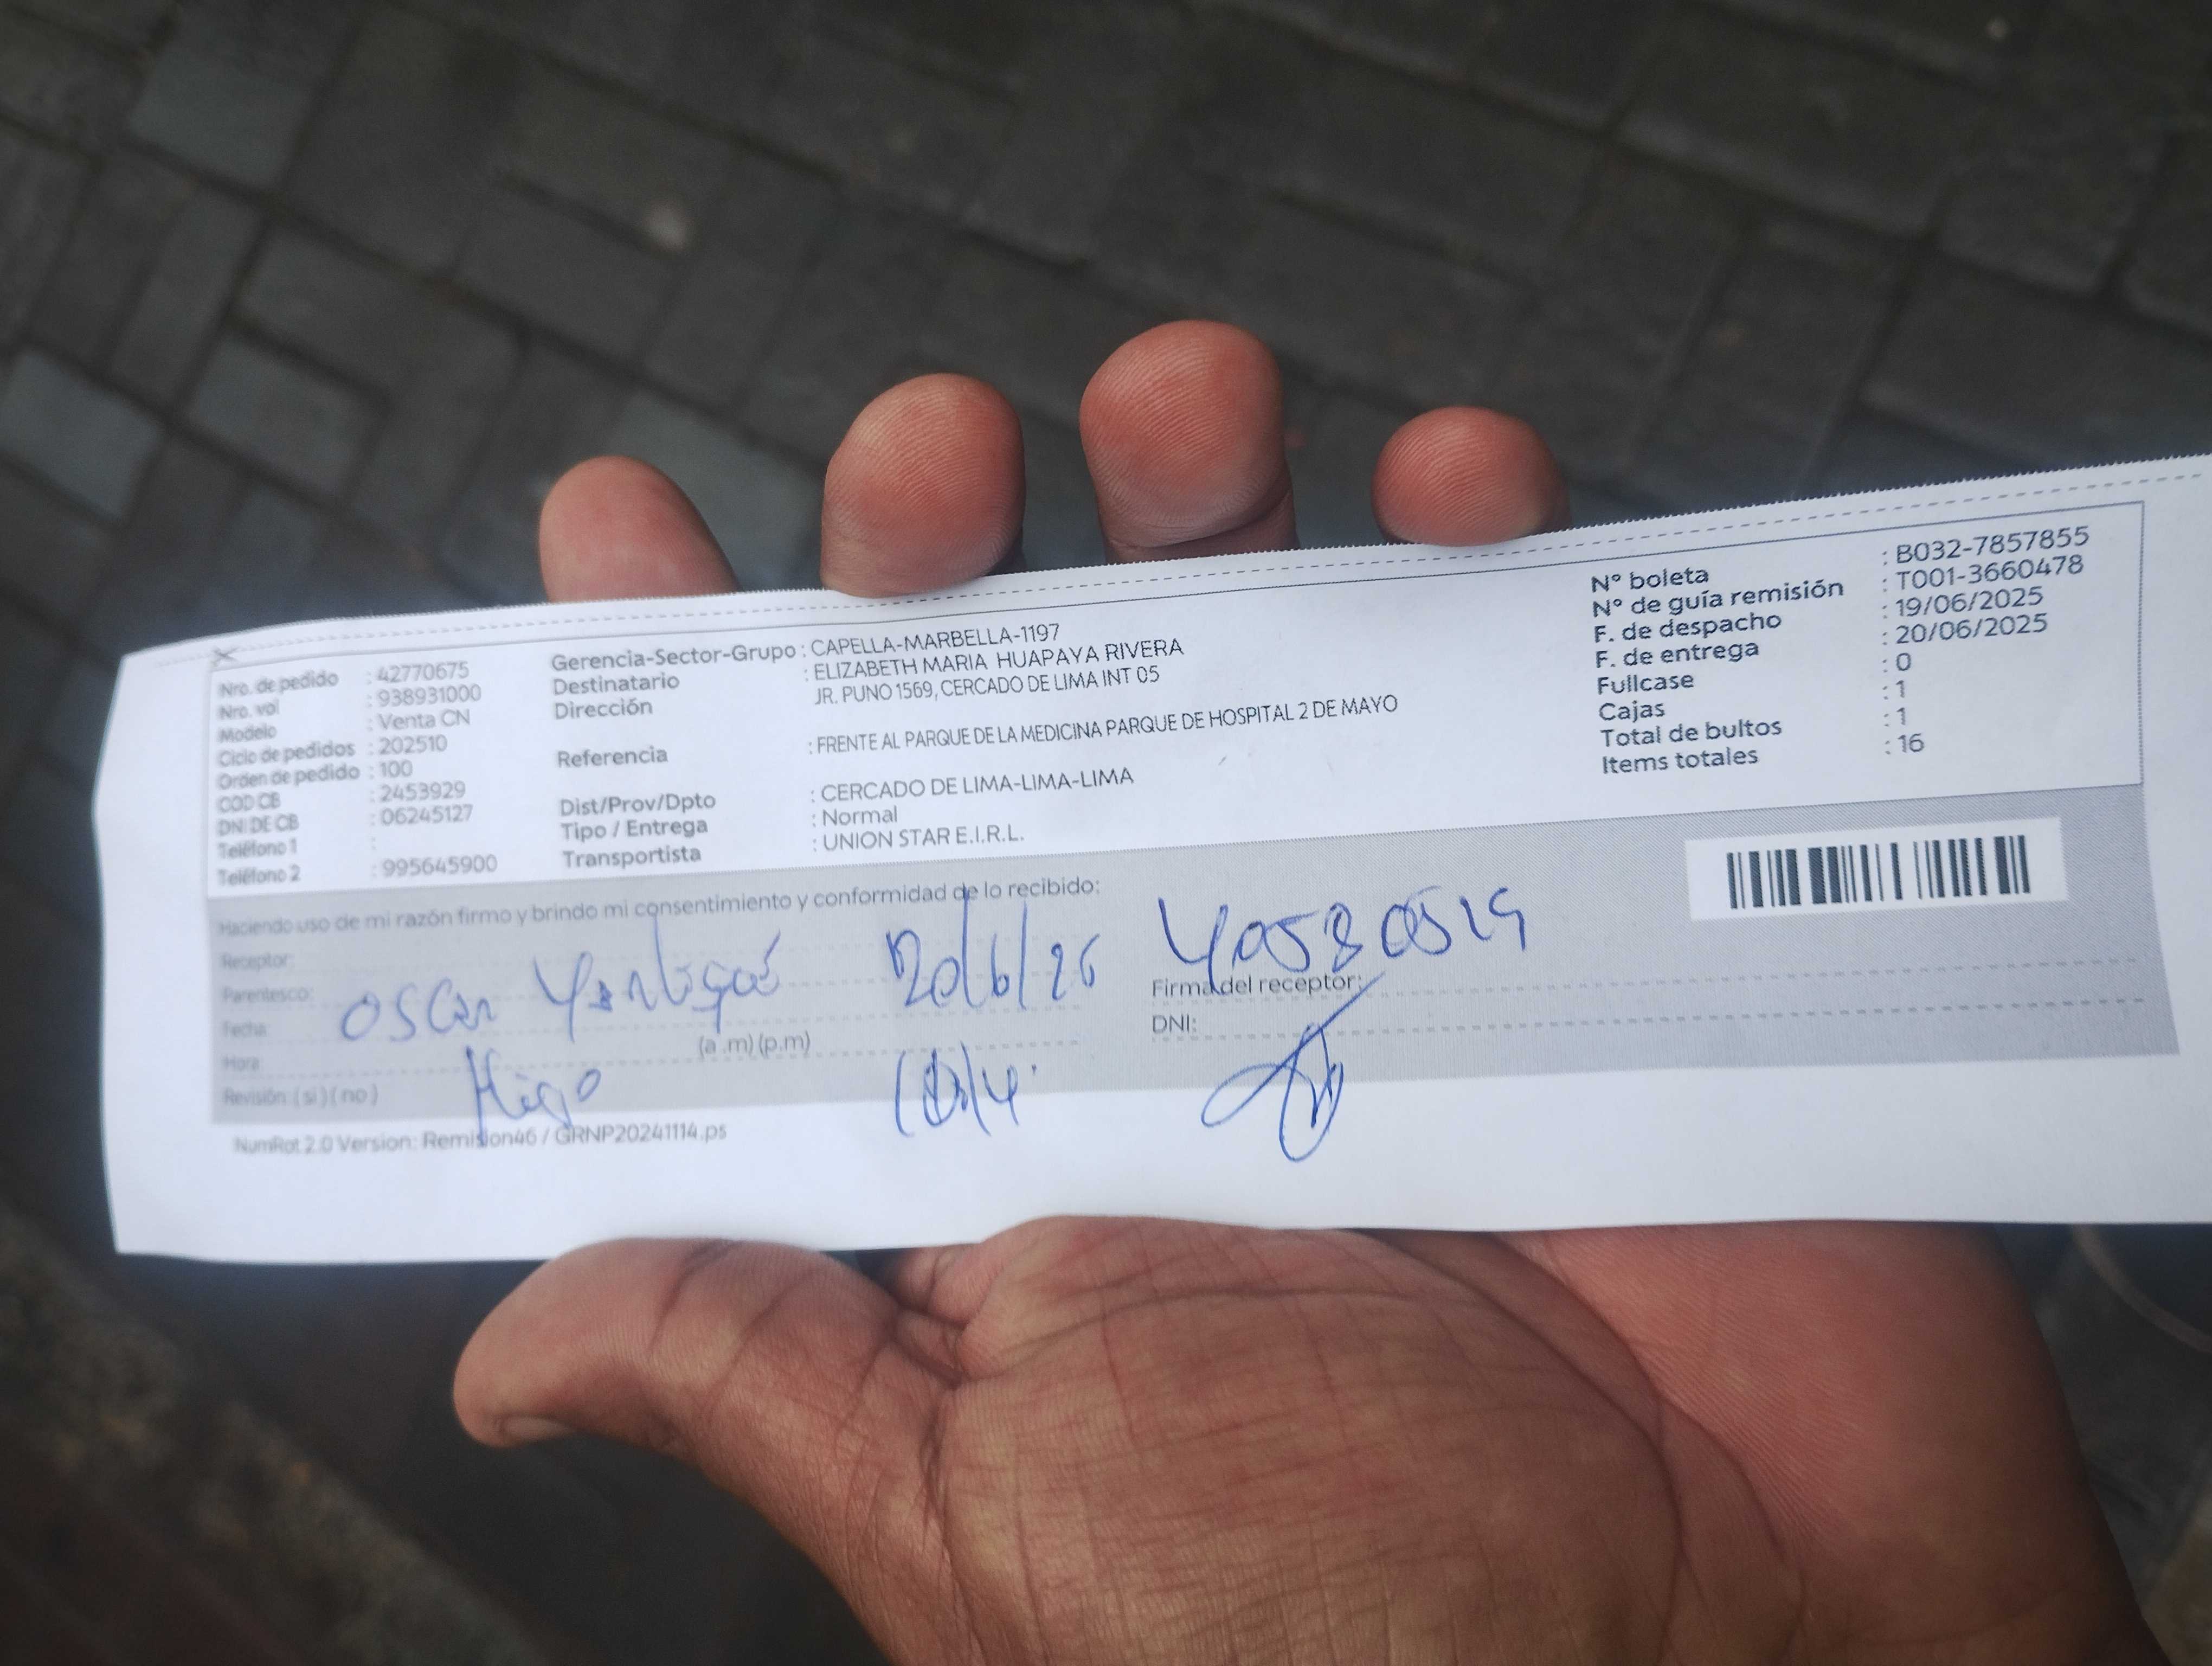 Nro. de pedido : 42770675
Nro. vol : 938931000
Modelo : Venta CN
Ciclo de pedidos : 202510
Orden de pedido : 100
COD CB : 2453929
DNI DE CB : 06245127
Teléfono 1 :
Teléfono 2 : 995645900
Gerencia-Sector-Grupo : CAPELLA-MARBELLA-1197
Destinatario : ELIZABETH MARIA HUAPAYA RIVERA
Dirección JR. PUNO 1569, CERCADO DE LIMA INT 05
Referencia : FRENTE AL PARQUE DE LA MEDICINA PARQUE DE HOSPITAL 2 DE MAYO
Dist/Prov/Dpto : CERCADO DE LIMA-LIMA-LIMA
Tipo / Entrega : Normal
Transportista : UNION STAR E.I.R.L.
N° boleta : B032-7857855
N° de guía remisión : T001-3660478
F. de despacho : 19/06/2025
F. de entrega : 20/06/2025
Fullcase : 0
Cajas : 1
Total de bultos : 1
Items totales : 16
Haciendo uso de mi razón firmo y brindo mi consentimiento y conformidad de lo recibido:
Receptor:
Parentesco:
Oscar 20/6/
Fecha:
Hora: (a .m) (p.m)
Revisión: ( si ) ( no )
Hijo
Firma del receptor:
DNI:
NumRot 2.0 Version: Remision46 / GRNP20241114.ps